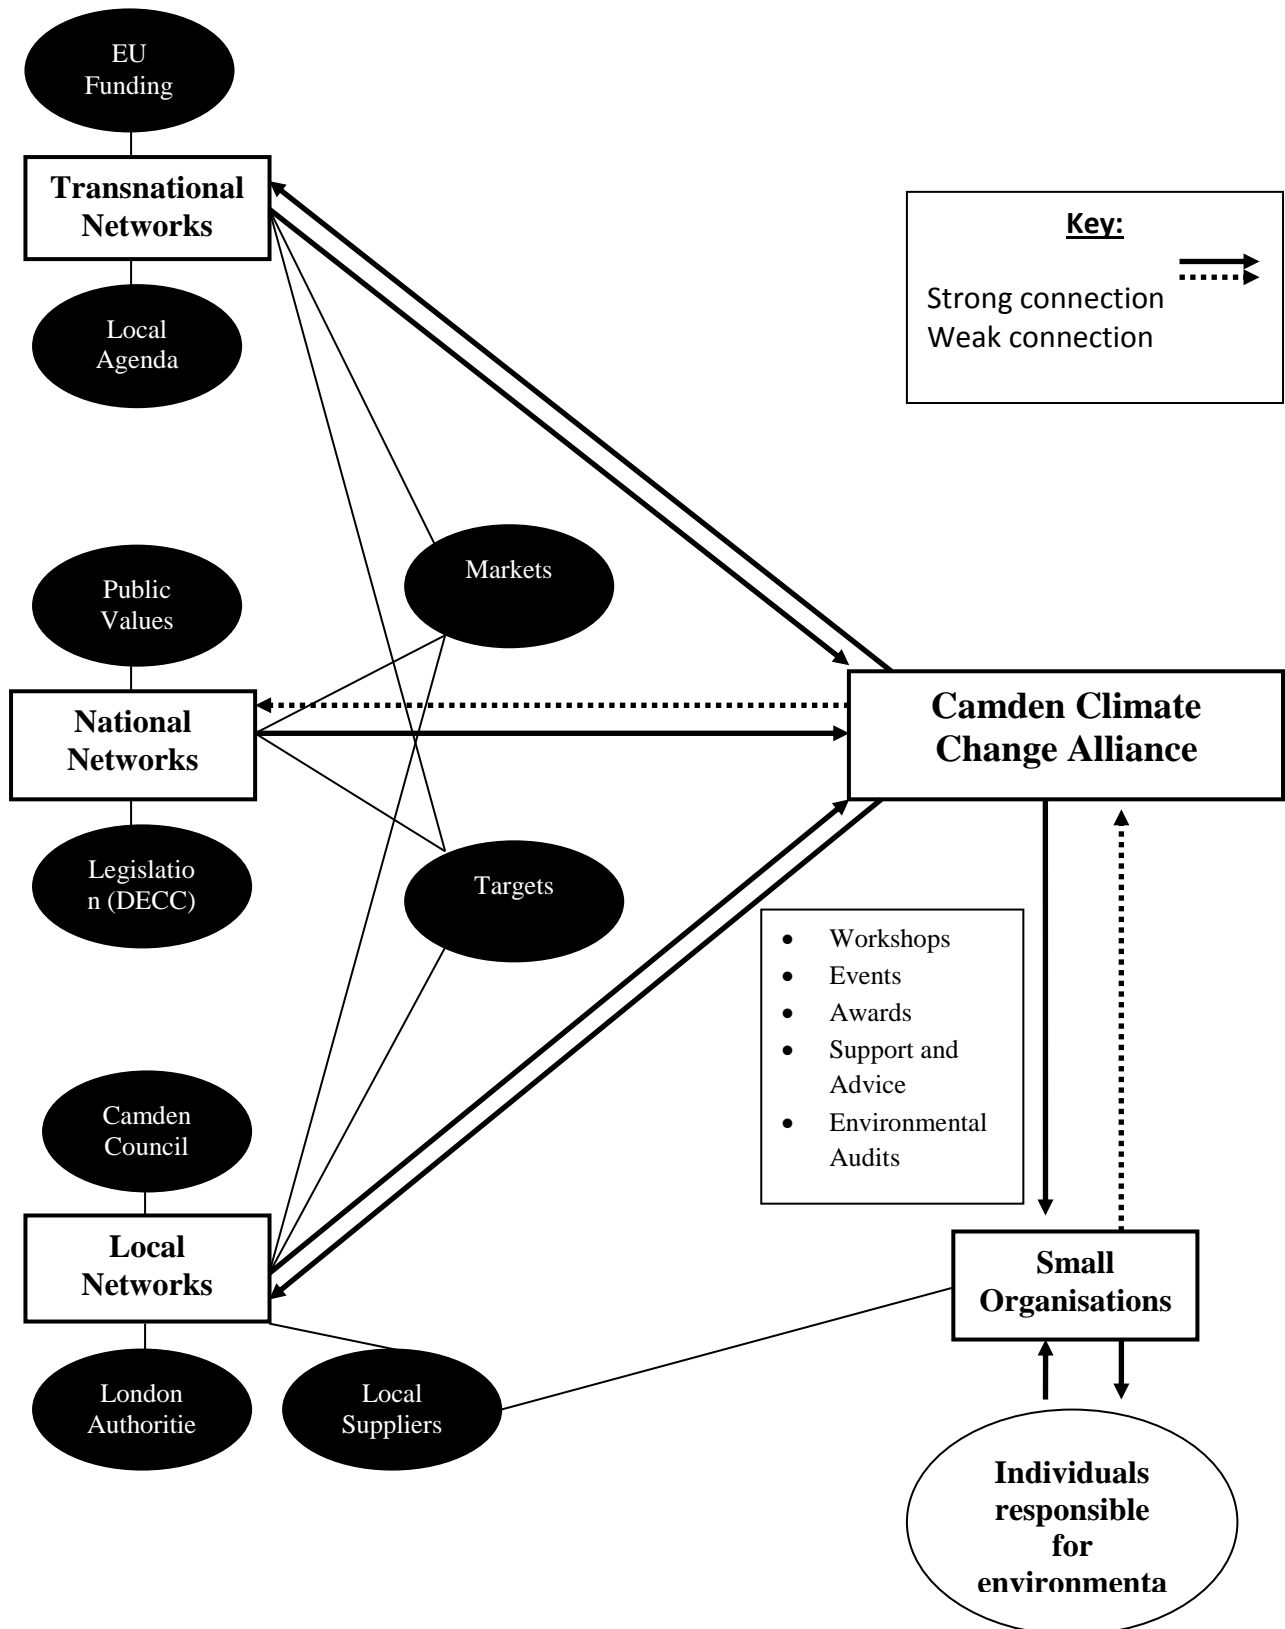 EU
Funding
Transnational
Networks
Local
Agenda
Key:
Strong connection
Weak connection
Public
Values
Markets
National
Networks
Camden Climate
Change Alliance
Legislatio
n (DECC)
Targets
• Workshops
• Events
• Awards
• Support and
Advice
• Environmental
Audits
Camden
Council
Local
Networks
Small
Organisations
London
Authoritie
Local
Suppliers
Individuals
responsible
for
environmenta